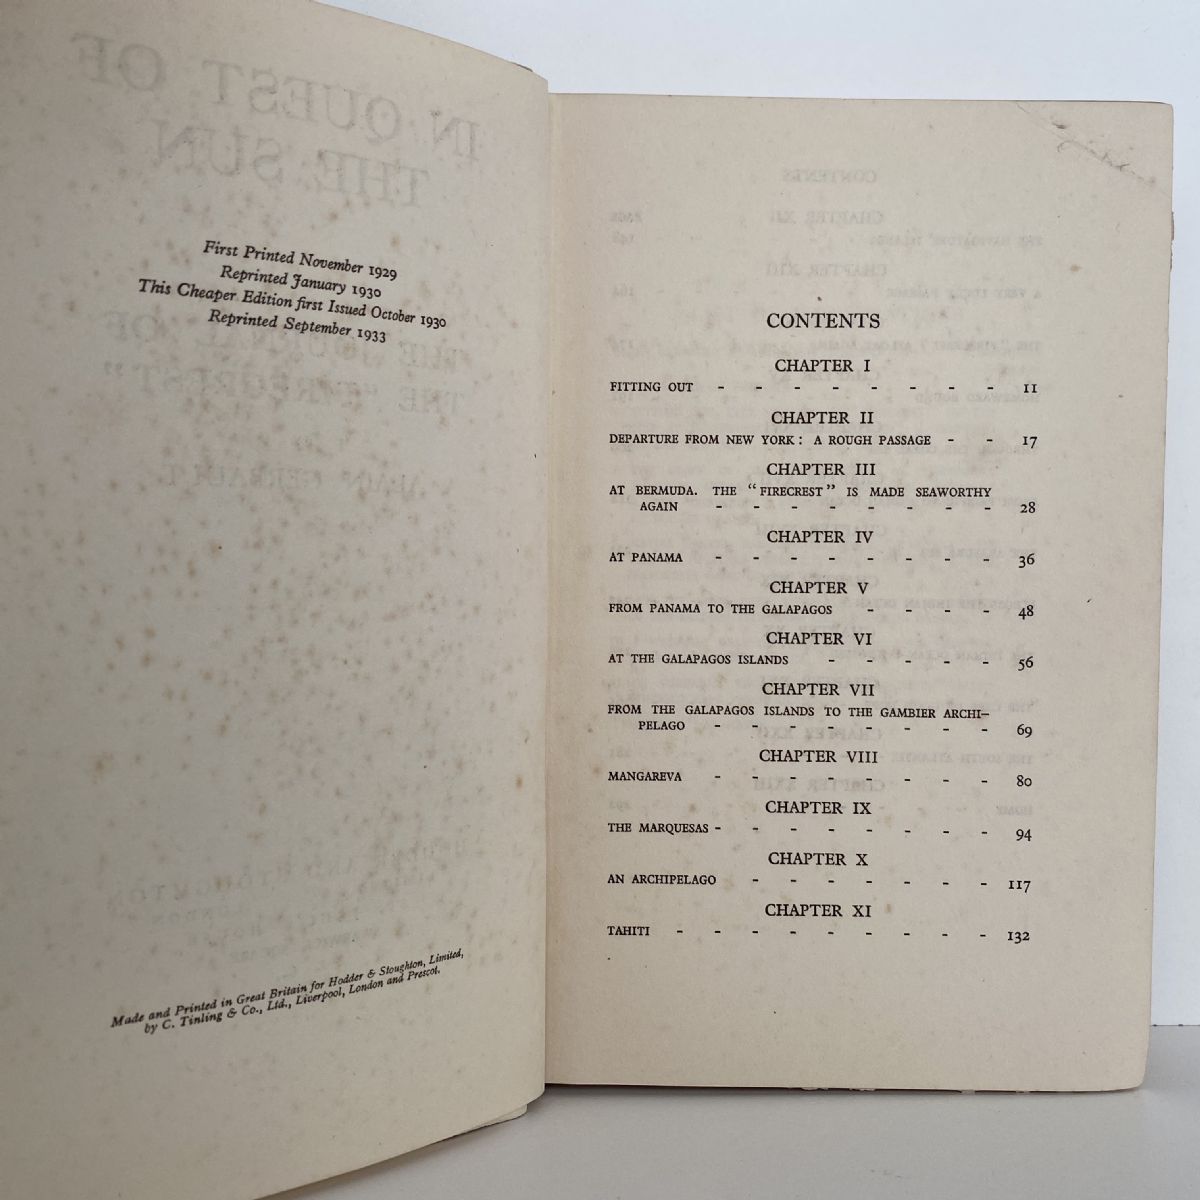 First Printed November 1929
Reprinted January 1930
This Cheaper Edition first Issued October 1930
Reprinted September 1933
Made and Printed in Great Britain for Hodder & Stoughton, Limited,
by C. Tinling & Co., Ltd., Liverpool, London and Prescot.
CONTENTS
CHAPTER I
FITTING OUT - - - - - - - - 11
CHAPTER II
DEPARTURE FROM NEW YORK: A ROUGH PASSAGE - - 17
CHAPTER III
AT BERMUDA. THE "FIRECREST" IS MADE SEAWORTHY
AGAIN - - - - - - - - 28
CHAPTER IV
AT PANAMA - - - - - - - - 36
CHAPTER V
FROM PANAMA TO THE GALAPAGOS - - - - 48
CHAPTER VI
AT THE GALAPAGOS ISLANDS - - - - - 56
CHAPTER VII
FROM THE GALAPAGOS ISLANDS TO THE GAMBIER ARCHI-
PELAGO - - - - - - - - 69
CHAPTER VIII
MANGAREVA - - - - - - - - 80
CHAPTER IX
THE MARQUESAS - - - - - - - - 94
CHAPTER X
AN ARCHIPELAGO - - - - - - - 117
CHAPTER XI
TAHITI - - - - - - - - - 132